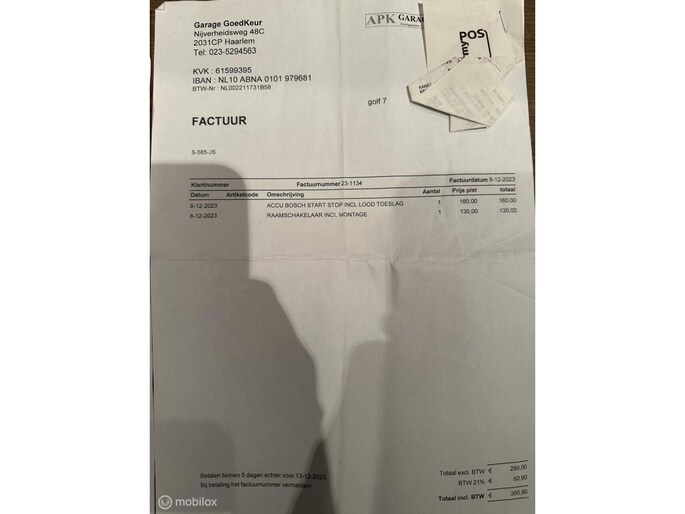 Garage GoedKeur
Nijverheidsweg 48C
2031CP Haarlem
Tel: 023-5294563
KVK : 61599395
IBAN : NL10 ABNA 0101 979681
BTW-Nr : NL002211731B58
APK GARAG
POS
golf 7
FACTUUR
S-585-JS
Klantnummer Factuurnummer 23-1134 Factuurdatum 8-12-2023
Datum Artikelcode Omschrijving Aantal Prijs p/st totaal
8-12-2023 ACCU BOSCH START STOP INCL LOOD TOESLAG 1 160,00 160,00
8-12-2023 RAAMSCHAKELAAR INCL MONTAGE 1 130,00 130,00
Betalen binnen 5 dagen echter voor 13-12-2023
Bij betaling het factuurnummer vermelden!
Totaal excl. BTW € 290,00
BTW 21% € 60,90
Totaal incl. BTW € 350,90
mobilox